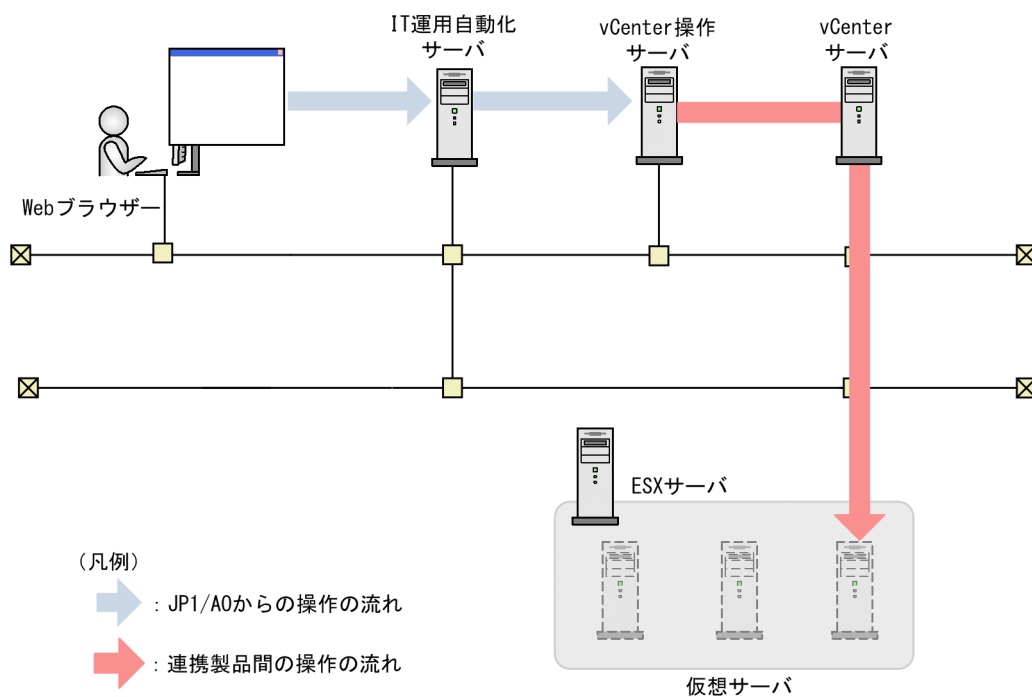 IT運用自動化
サーバ
vCenter操作
サーバ
vCenter
サーバ
Webブラウザー
ESXサーバ
(凡例)
: JP1/AOからの操作の流れ
: 連携製品間の操作の流れ
仮想サーバ